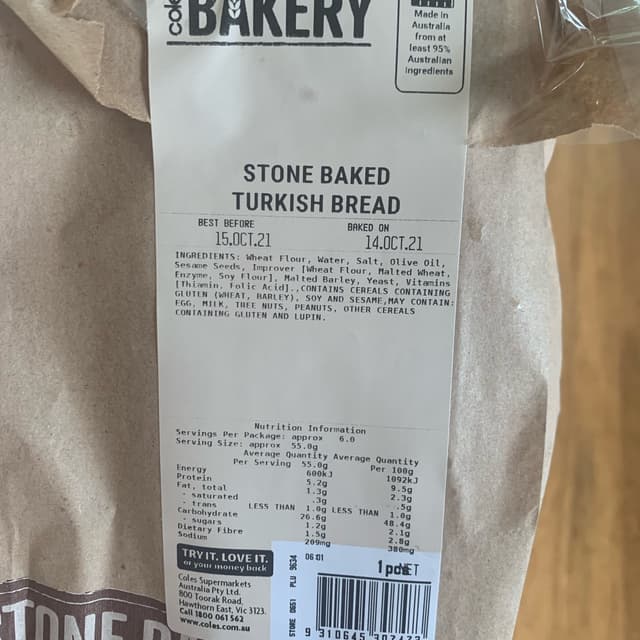 coles
BAKERY
Made in
Australia
from at
least 95%
Australian
ingredients
STONE BAKED
TURKISH BREAD
BEST BEFORE BAKED ON
15.OCT.21 14.OCT.21
INGREDIENTS: Wheat Flour, Water, Salt, Olive Oil,
Sesame Seeds, Improver [Wheat Flour, Malted Wheat,
Enzyme, Soy Flour], Malted Barley, Yeast, Vitamins
[Thiamin, Folic Acid].,CONTAINS CEREALS CONTAINING
GLUTEN (WHEAT, BARLEY), SOY AND SESAME,MAY CONTAIN:
EGG, MILK, TREE NUTS, PEANUTS, OTHER CEREALS
CONTAINING GLUTEN AND LUPIN.
Nutrition Information
Servings Per Package: approx 6.0
Serving Size: approx 55.0g
Average Quantity Average Quantity
Per Serving 55.0g Per 100g
Energy 600kJ 1092kJ
Protein 5.2g 9.5g
Fat, total 1.3g 2.3g
- saturated .3g .5g
- trans LESS THAN 1.0g LESS THAN 1.0g
Carbohydrate 26.6g 48.4g
- sugars 1.2g 2.1g
Dietary Fibre 1.5g 2.8g
Sodium 209mg 380mg
TRY IT. LOVE IT.
or your money back
Coles Supermarkets
Australia Pty Ltd.
800 Toorak Road,
Hawthorn East, Vic 3123.
Call 1800 061 562
www.coles.com.au
STORE 0661 PLU 9634
06:01
1 pc NET
9 310645